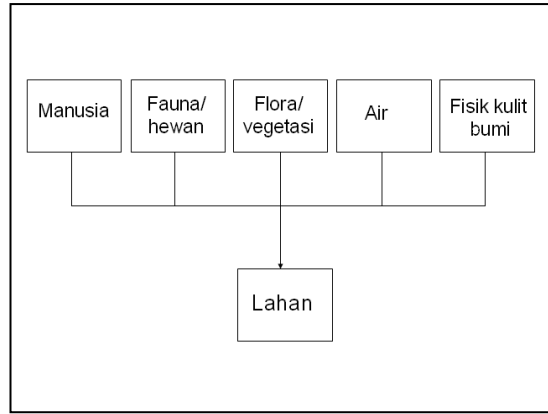 Manusia
Fauna/
hewan
Flora/
vegetasi
Air
Fisik kulit
bumi
Lahan